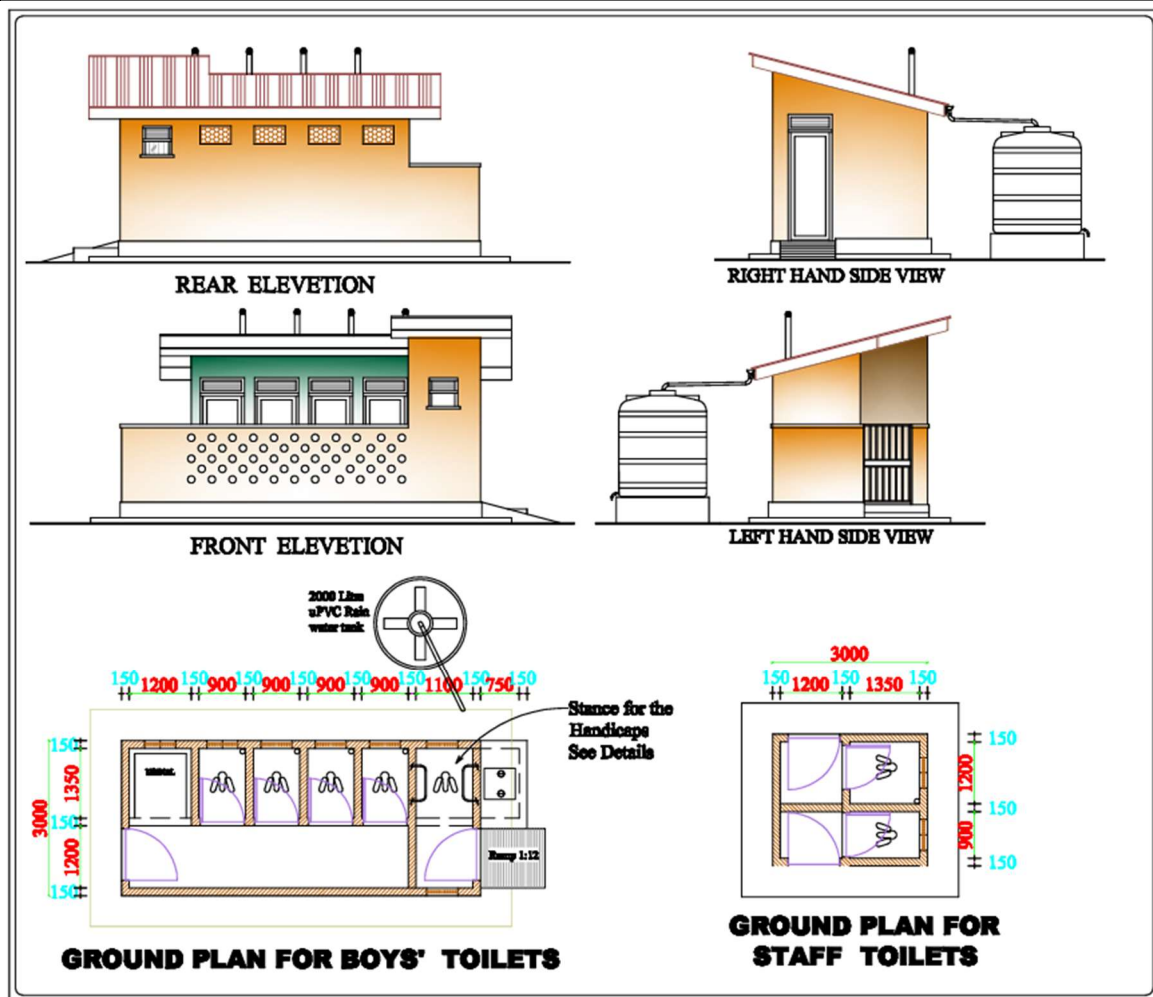 REAR ELEVETION
RIGHT HAND SIDE VIEW
FRONT ELEVETION
LEFT HAND SIDE VIEW
2000 Litre
uPVC Rain
water tank
150 1200 150 900 150 900 150 900 150 900 150 1100 150 750 150
Stance for the
Handicaps
See Details
150
1350
150
3000
1200
150
URINAL
Ramp 1:12
GROUND PLAN FOR BOYS' TOILETS
3000
150 1200 150 1350 150
150
1200
150
900
150
GROUND PLAN FOR
STAFF TOILETS